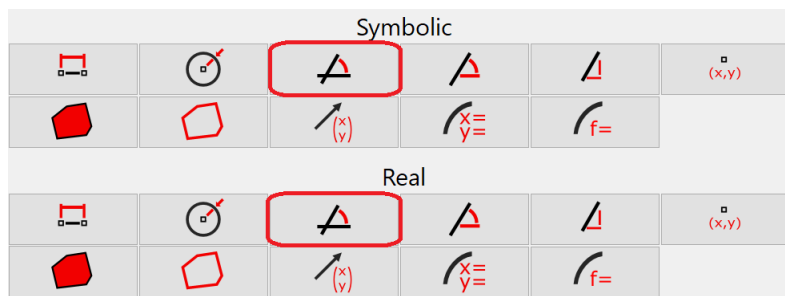 Symbolic
(x,y)
(x y)
x=
y=
f=
Real
(x,y)
(x y)
x=
y=
f=